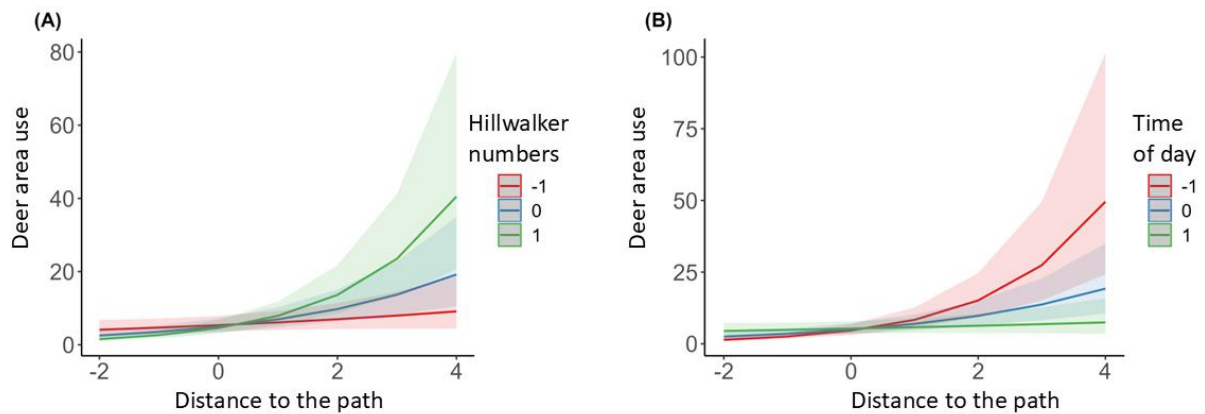 (A)
80
60
40
20
0
-2
0
2
4
Deer area use
Distance to the path
Hillwalker
numbers
-1
0
1
(B)
100
75
50
25
0
-2
0
2
4
Deer area use
Distance to the path
Time
of day
-1
0
1